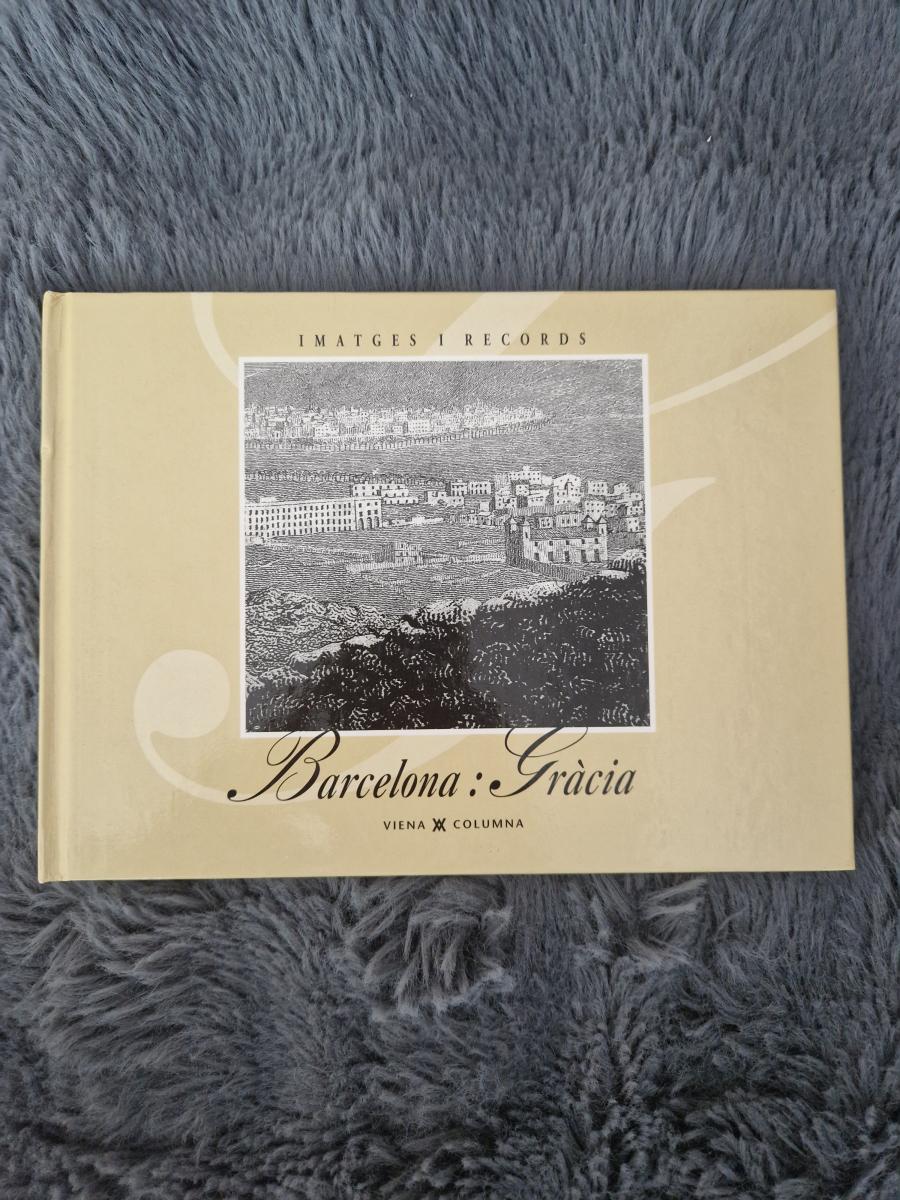 IMATGES I RECORDS
Barcelona : Gràcia
VIENA COLUMNA